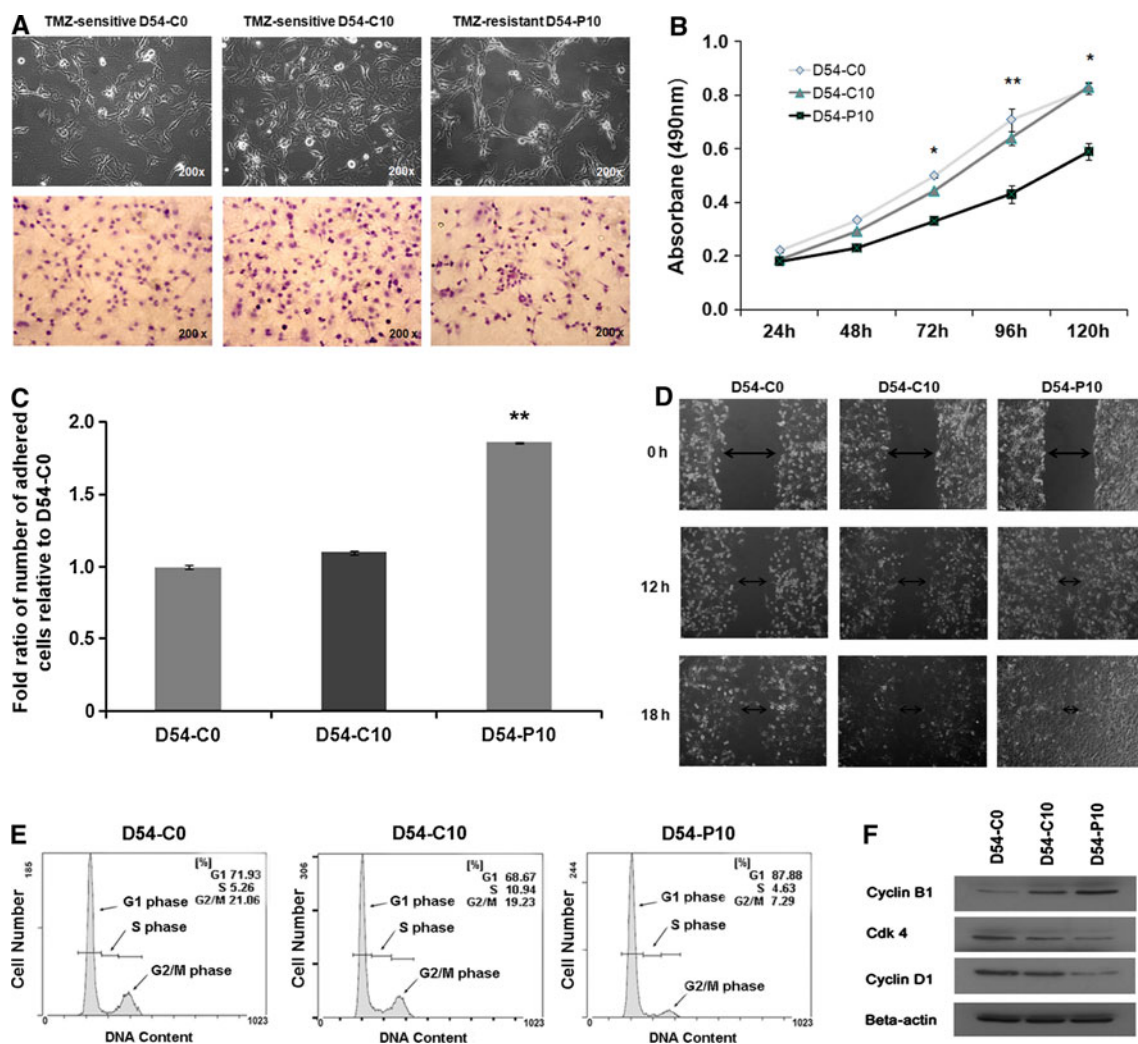 A
TMZ-sensitive D54-C0
TMZ-sensitive D54-C10
TMZ-resistant D54-P10
200x
200x
200x
200 x
200 x
200 x
B
Absorbane (490nm)
1.0
0.8
0.6
0.4
0.2
0.0
D54-C0
D54-C10
D54-P10
*
**
*
24h
48h
72h
96h
120h
C
Fold ratio of number of adhered
cells relative to D54-C0
2.0
1.5
1.0
0.5
0
**
D54-C0
D54-C10
D54-P10
D
D54-C0
D54-C10
D54-P10
0 h
12h
18h
E
D54-C0
Cell Number
185
[%]
G1 71.93
S 5.26
G2/M 21.06
G1 phase
S phase
G2/M phase
0
1023
DNA Content
D54-C10
Cell Number
306
[%]
G1 68.67
S 10.94
G2/M 19.23
G1 phase
S phase
G2/M phase
0
1023
DNA Content
D54-P10
Cell Number
244
[%]
G1 87.88
S 4.63
G2/M 7.29
G1 phase
S phase
G2/M phase
0
1023
DNA Content
F
D54-C0
D54-C10
D54-P10
Cyclin B1
Cdk 4
Cyclin D1
Beta-actin